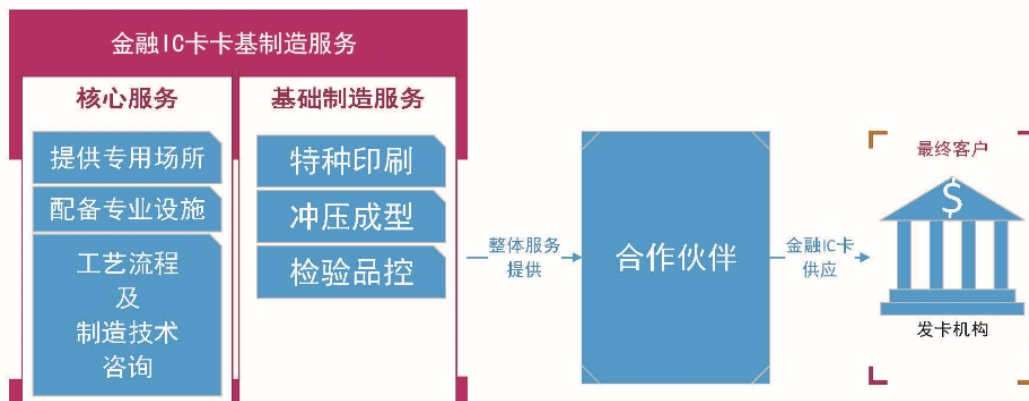 金融IC卡卡基制造服务
核心服务
提供专用场所
配备专业设施
工艺流程
及
制造技术
咨询
基础制造服务
特种印刷
冲压成型
检验品控
整体服务
提供
合作伙伴
金融IC卡
供应
最终客户
$
发卡机构